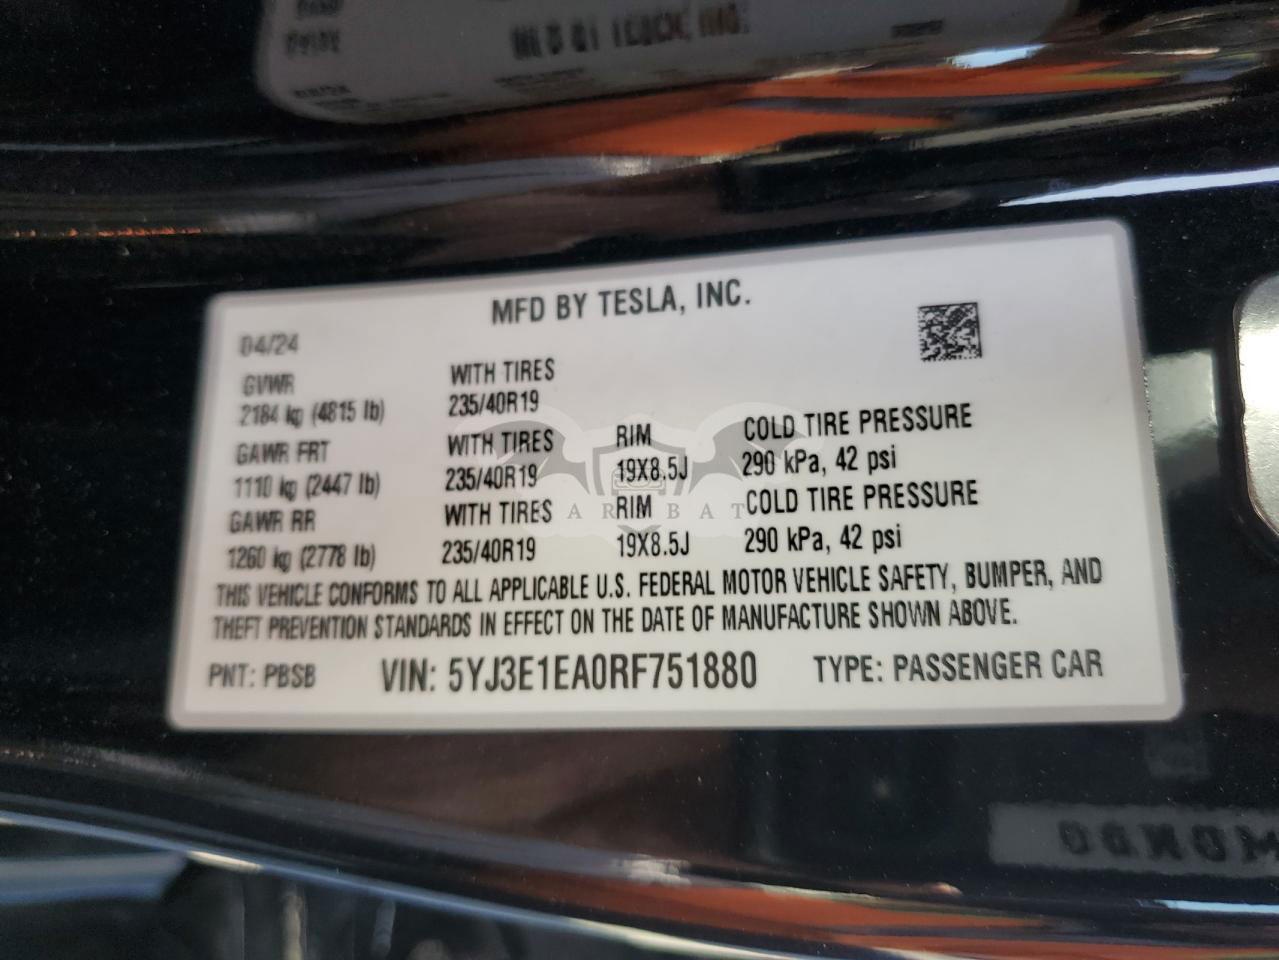 MFD BY TESLA, INC.
04/24
GVWR WITH TIRES
2184 kg (4815 lb) 235/40R19
GAWR FRT WITH TIRES RIM COLD TIRE PRESSURE
1110 kg (2447 lb) 235/40R19 19X8.5J 290 kPa, 42 psi
GAWR RR WITH TIRES RIM COLD TIRE PRESSURE
1260 kg (2778 lb) 235/40R19 19X8.5J 290 kPa, 42 psi
THIS VEHICLE CONFORMS TO ALL APPLICABLE U.S. FEDERAL MOTOR VEHICLE SAFETY, BUMPER, AND
THEFT PREVENTION STANDARDS IN EFFECT ON THE DATE OF MANUFACTURE SHOWN ABOVE.
PNT: PBSB VIN: 5YJ3E1EA0RF751880 TYPE: PASSENGER CAR